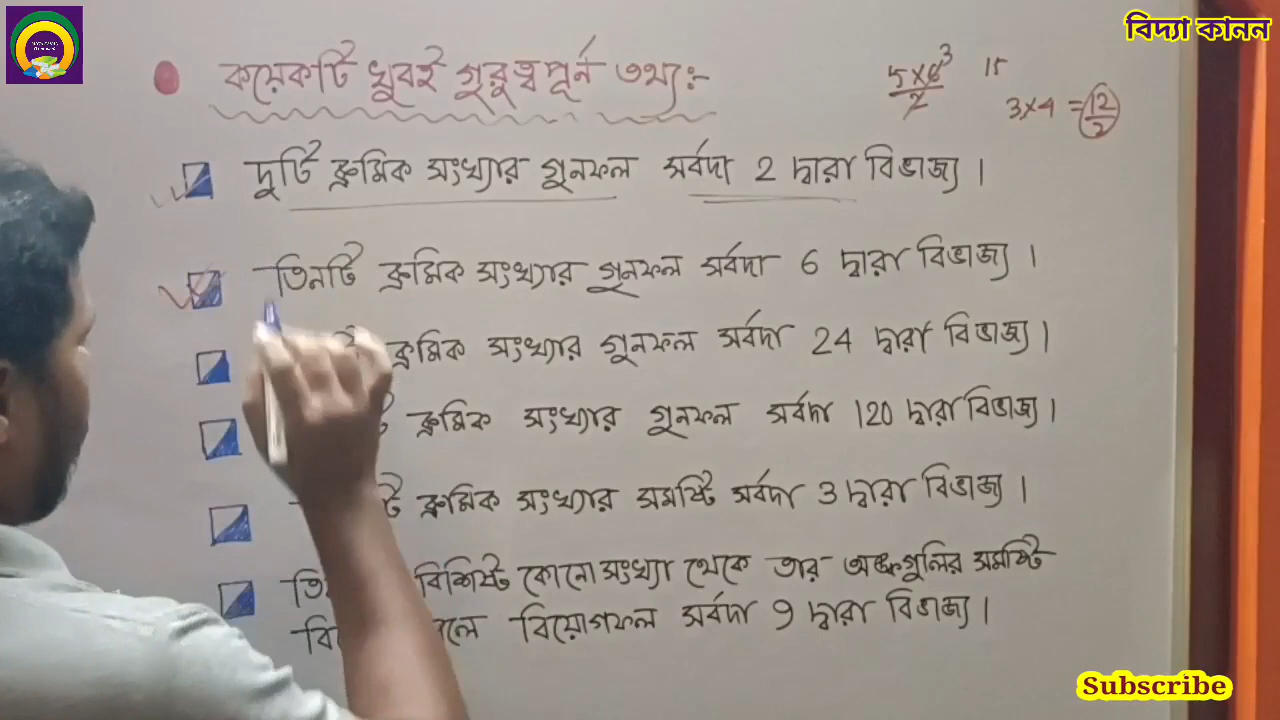 বিদ্যা কানন
কয়েকটি খুবই গুরুত্বপূর্ন তথ্যঃ-
5×6 3
2
15
3×4 = 12
2
দুটি ক্রমিক সংখ্যার গুনফল সর্বদা 2 দ্বারা বিভাজ্য।
তিনটি ক্রমিক সংখ্যার গুনফল সর্বদা 6 দ্বারা বিভাজ্য।
ক্রমিক সংখ্যার গুনফল সর্বদা 24 দ্বারা বিভাজ্য।
ক্রমিক সংখ্যার গুনফল সর্বদা 120 দ্বারা বিভাজ্য।
টি ক্রমিক সংখ্যার সমষ্টি সর্বদা 3 দ্বারা বিভাজ্য।
বিশিষ্ট কোনো সংখ্যা থেকে তার অঙ্কগুলির সমষ্টি
বিয়োগফল সর্বদা 9 দ্বারা বিভাজ্য।
Subscribe